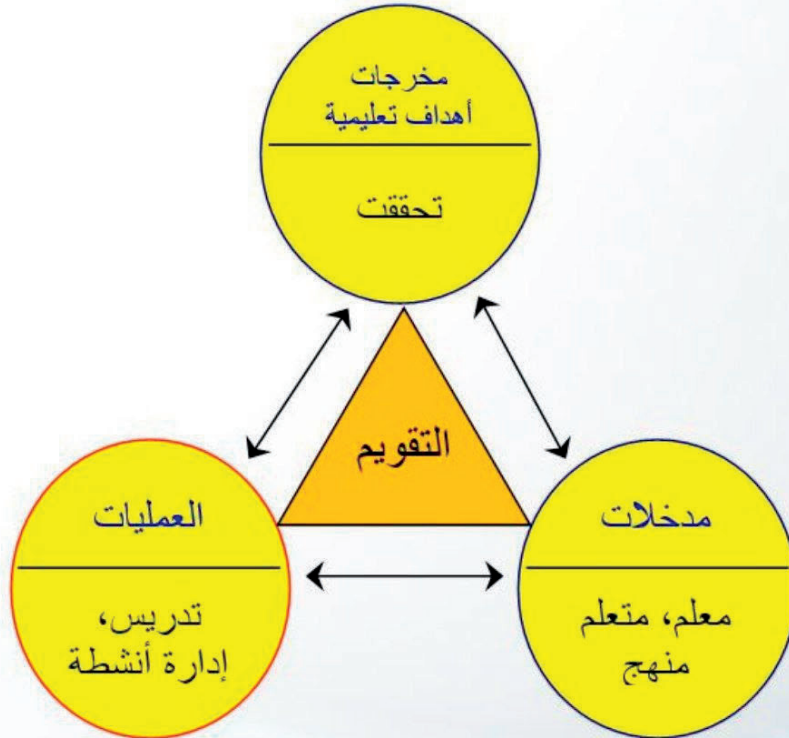 مخرجات
أهداف تعليمية
تحققت
التقويم
مدخلات
معلم، متعلم
منهج
العمليات
تدريس،
إدارة أنشطة